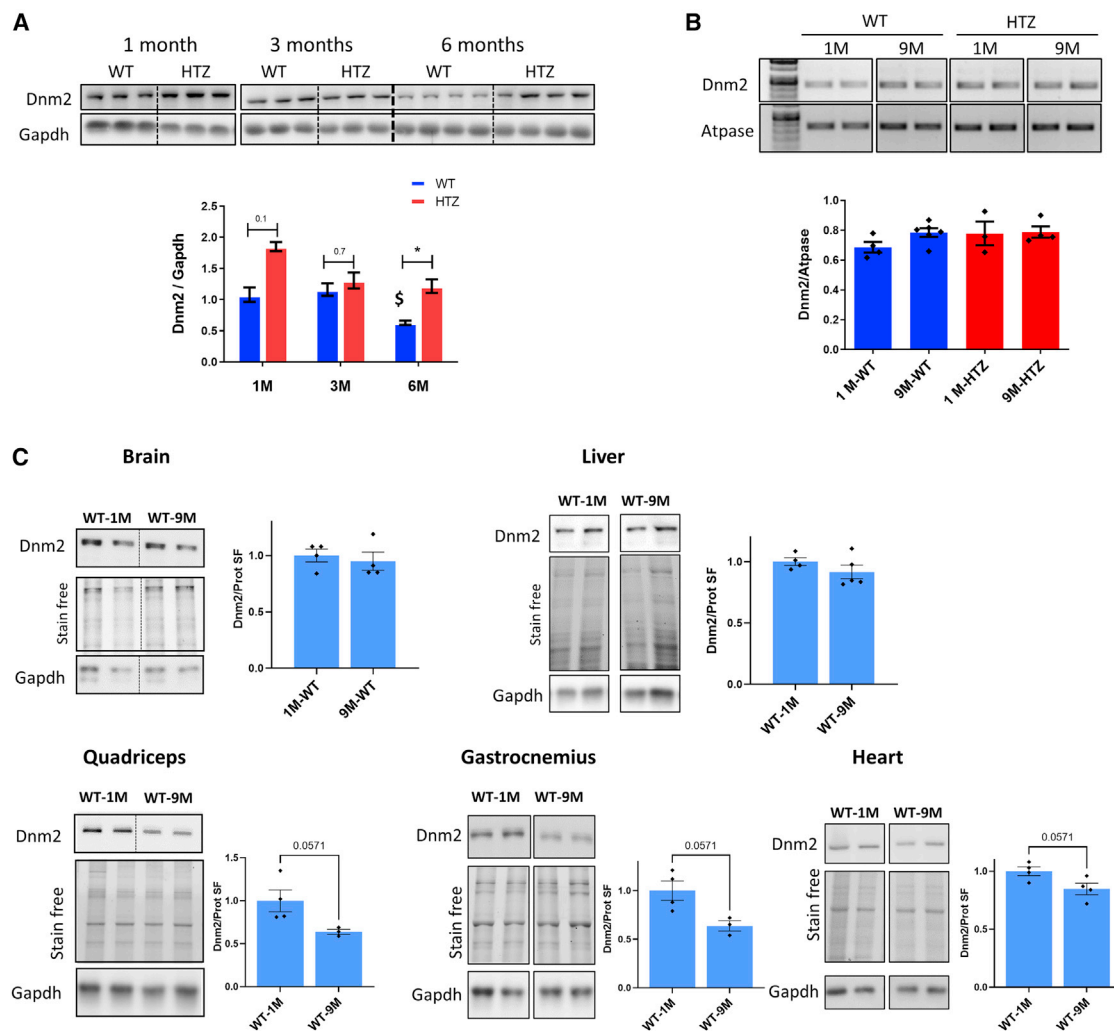 A
1 month 3 months 6 months
WT HTZ WT HTZ WT HTZ
Dnm2
Gapdh
WT
HTZ
Dnm2 / Gapdh
2.5
2.0
1.5
1.0
0.5
0.0
0.1
0.7
$
*
1M 3M 6M
B
WT HTZ
1M 9M 1M 9M
Dnm2
Atpase
Dnm2/Atpase
1.0
0.8
0.6
0.4
0.2
0.0
1 M-WT
9M-WT
1 M-HTZ
9M-HTZ
C
Brain
WT-1M WT-9M
Dnm2
Stain free
Gapdh
Dnm2/Prot SF
1.0
0.5
0.0
1M-WT
9M-WT
Liver
WT-1M WT-9M
Dnm2
Stain free
Gapdh
Dnm2/Prot SF
1.0
0.5
0.0
WT-1M
WT-9M
Quadriceps
WT-1M WT-9M
Dnm2
Stain free
Gapdh
Dnm2/Prot SF
1.5
1.0
0.5
0.0
0.0571
WT-1M
WT-9M
Gastrocnemius
WT-1M WT-9M
Dnm2
Stain free
Gapdh
Dnm2/Prot SF
1.0
0.5
0.0
0.0571
WT-1M
WT-9M
Heart
WT-1M WT-9M
Dnm2
Stain free
Gapdh
Dnm2/Prot SF
1.0
0.5
0.0
0.0571
WT-1M
WT-9M